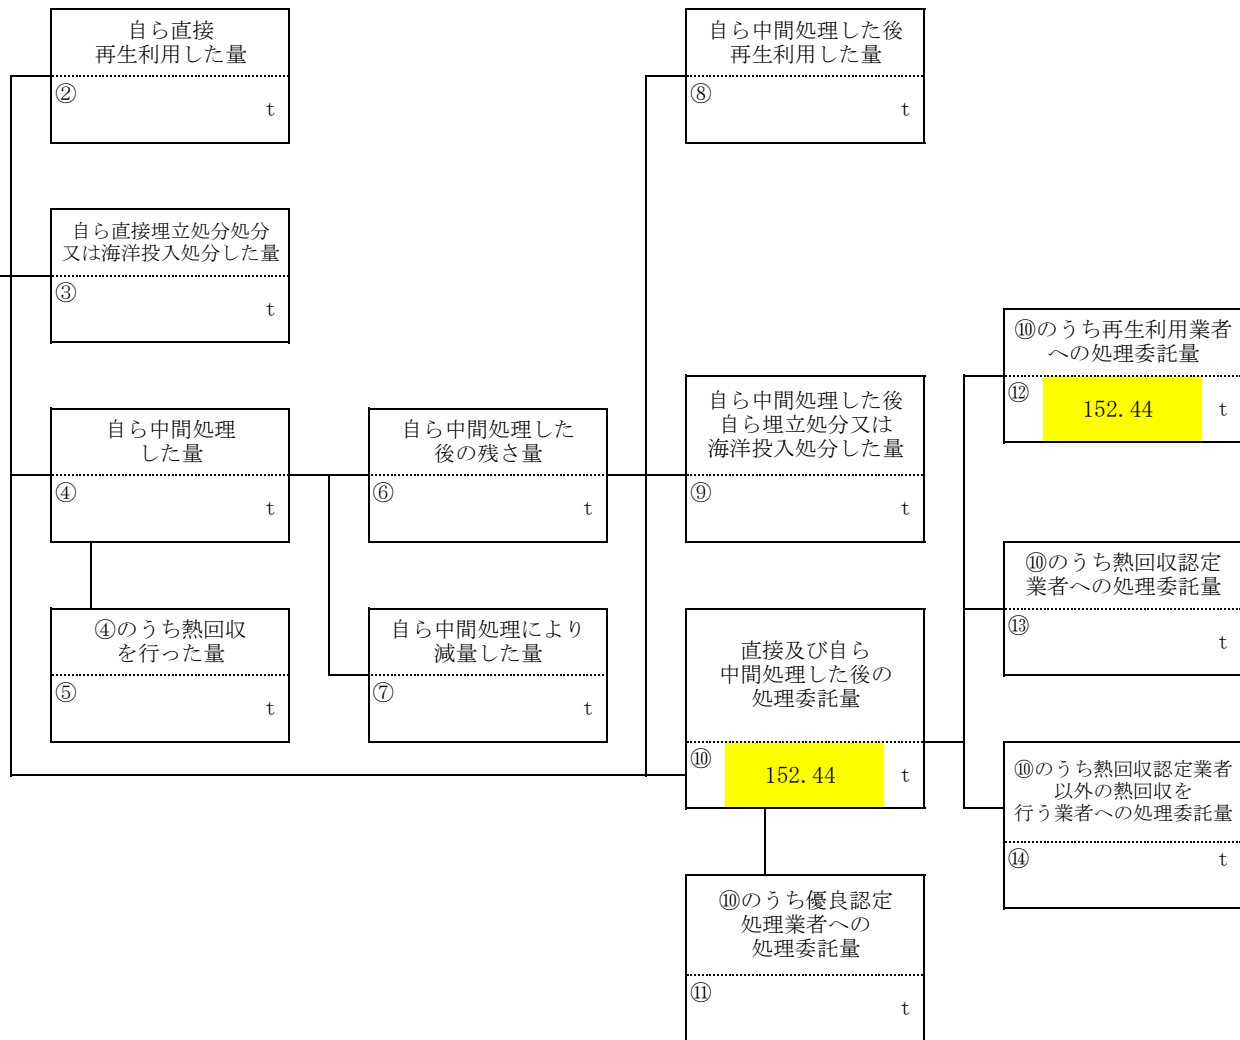 自ら直接
再生利用した量
②
t
自ら中間処理した後
再生利用した量
⑧
t
自ら直接埋立処分処分
又は海洋投入処分した量
③
t
⑩のうち再生利用業者
への処理委託量
⑫
152.44
t
自ら中間処理
した量
④
t
自ら中間処理した
後の残さ量
⑥
t
自ら中間処理した後
自ら埋立処分又は
海洋投入処分した量
⑨
t
⑩のうち熱回収認定
業者への処理委託量
⑬
t
④のうち熱回収
を行った量
⑤
t
自ら中間処理により
減量した量
⑦
t
直接及び自ら
中間処理した後の
処理委託量
⑩
152.44
t
⑩のうち熱回収認定業者
以外の熱回収を
行う業者への処理委託量
⑭
t
⑩のうち優良認定
処理業者への
処理委託量
⑪
t